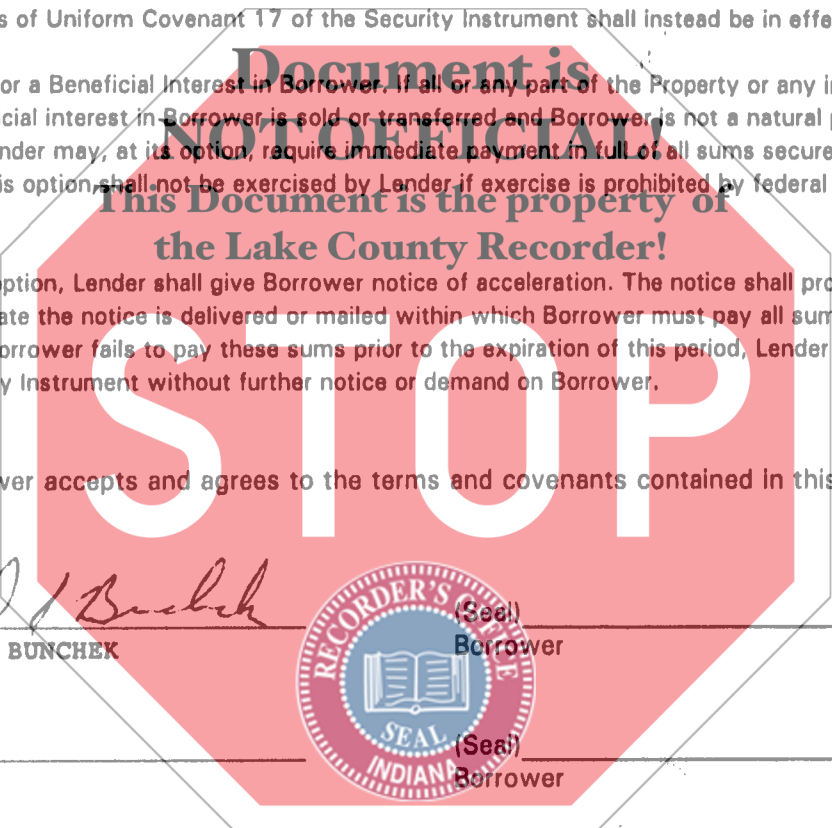 s of Uniform Covenant 17 of the Security Instrument shall instead be in effe
Document is
or a Beneficial Interest in Borrower. If all or any part of the Property or any i
cial interest in Borrower is sold or transferred and Borrower is not a natural
NOT OFFICIAL!
nder may, at its option, require immediate payment in full of all sums secure
is option shall not be exercised by Lender if exercise is prohibited by federal
This Document is the property of
the Lake County Recorder!
ption, Lender shall give Borrower notice of acceleration. The notice shall pro
ate the notice is delivered or mailed within which Borrower must pay all sum
orrower fails to pay these sums prior to the expiration of this period, Lender
y Instrument without further notice or demand on Borrower.
STOP
ver accepts and agrees to the terms and covenants contained in this
J Bunchek
(Seal)
BUNCHEK
Borrower
RECORDER'S OFFICE
SEAL
INDIANA
(Seal)
Borrower